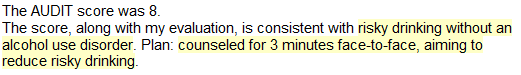 The AUDIT score was 8.
The score, along with my evaluation, is consistent with risky drinking without an
alcohol use disorder. Plan: counseled for 3 minutes face-to-face, aiming to
reduce risky drinking.